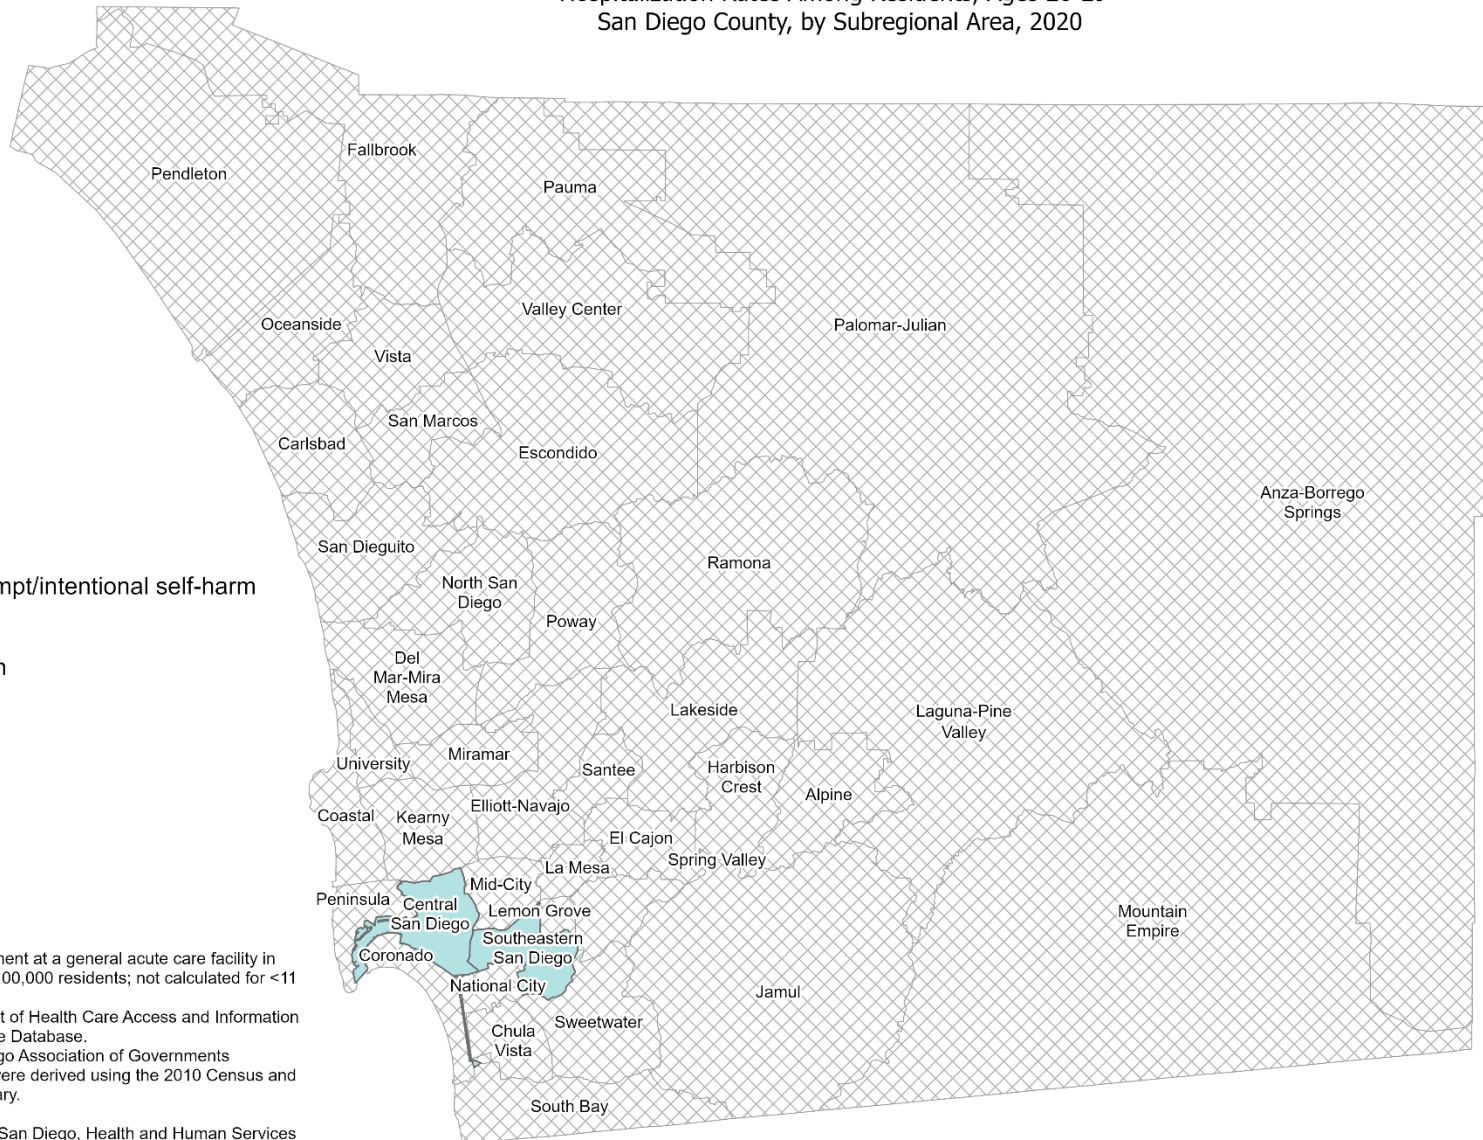 San Diego County, by Subregional Area, 2020
Fallbrook
Pendleton
Pauma
Valley Center
Oceanside
Palomar-Julian
Vista
San Marcos
Carlsbad
Escondido
Anza-Borrego
Springs
San Dieguito
Ramona
North San
Diego
mpt/intentional self-harm
Poway
Del
Mar-Mira
Mesa
Lakeside
Laguna-Pine
Valley
Miramar
University
Santee
Harbison
Crest
Alpine
Elliott-Navajo
Coastal
Kearny
Mesa
El Cajon
Spring Valley
La Mesa
Mid-City
Peninsula
Central
San Diego
Lemon Grove
Mountain
Empire
Southeastern
San Diego
Coronado
National City
Jamul
Sweetwater
Chula
Vista
South Bay
nent at a general acute care facility in
00,000 residents; not calculated for <11
t of Health Care Access and Information
e Database.
go Association of Governments
were derived using the 2010 Census and
ary.
San Diego, Health and Human Services